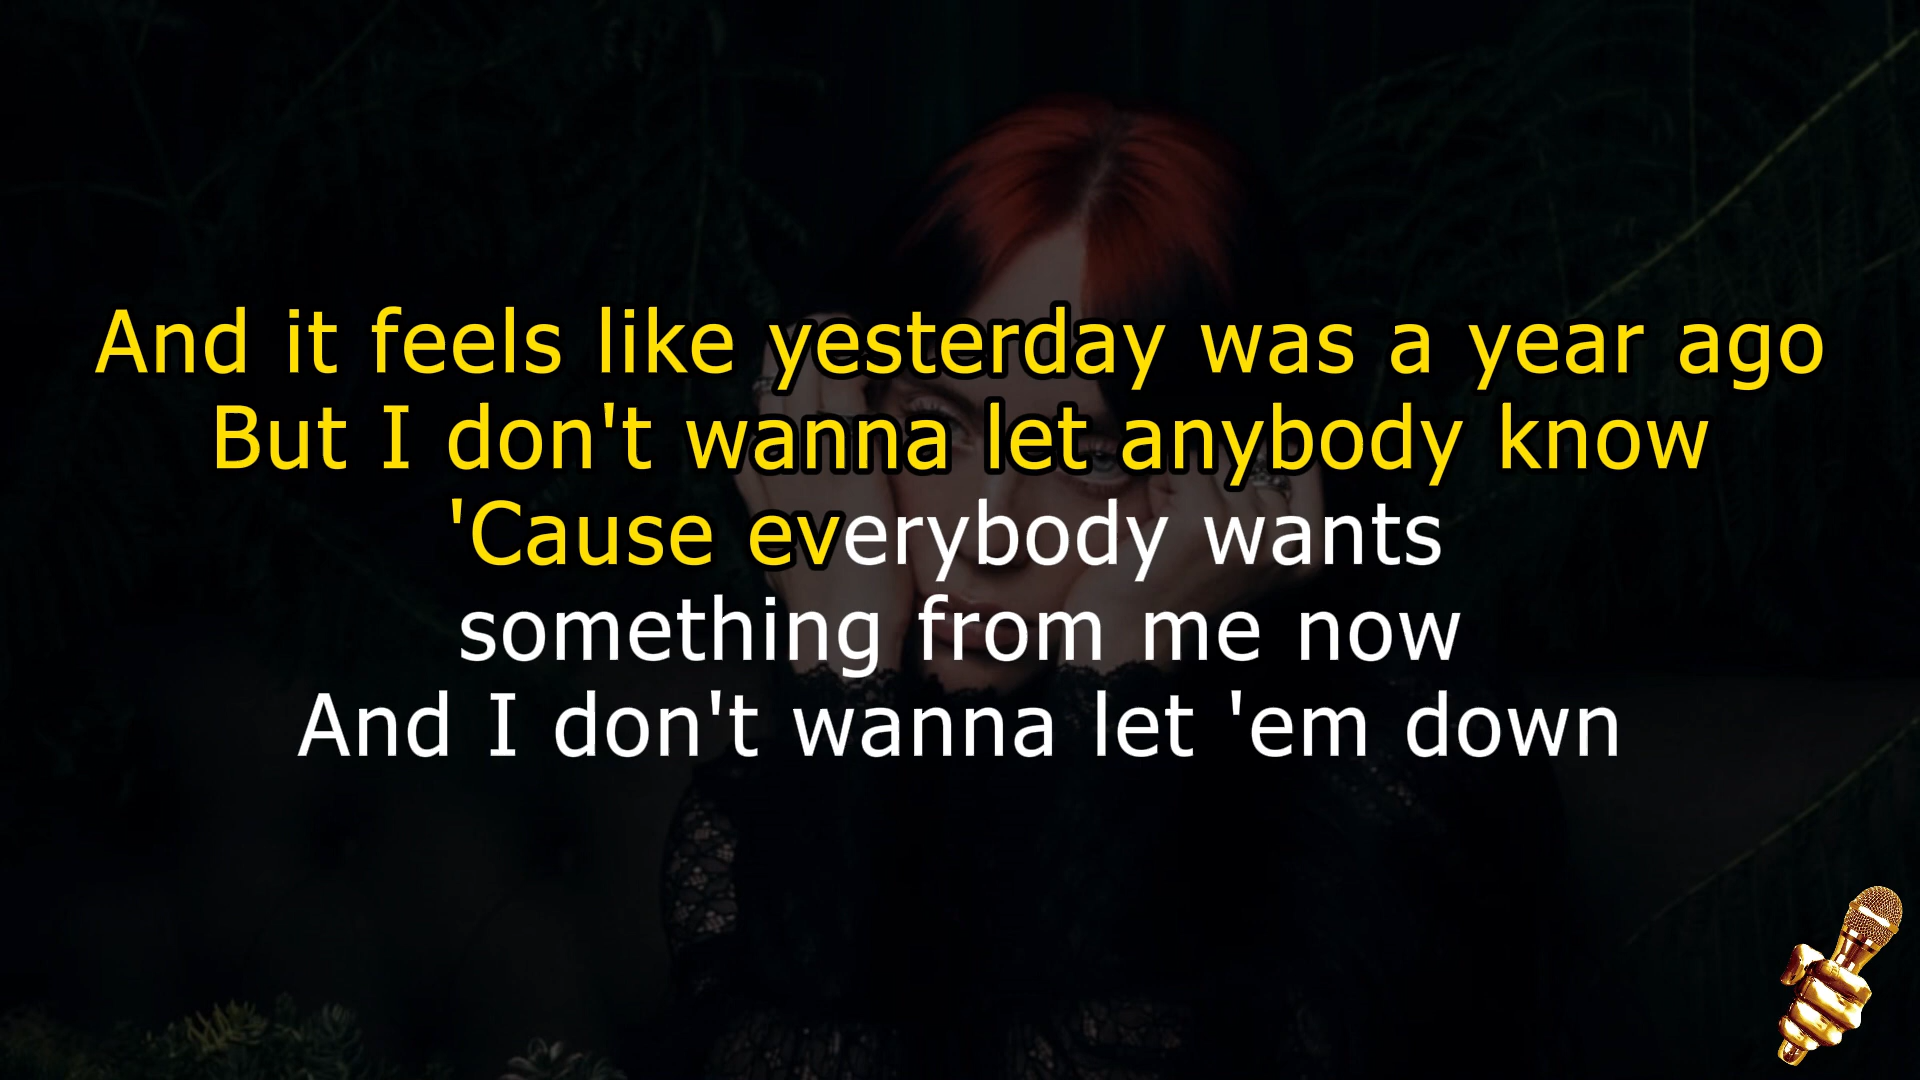 And it feels like yesterday was a year ago
But I don't wanna let anybody know
'Cause everybody wants
something from me now
And I don't wanna let 'em down